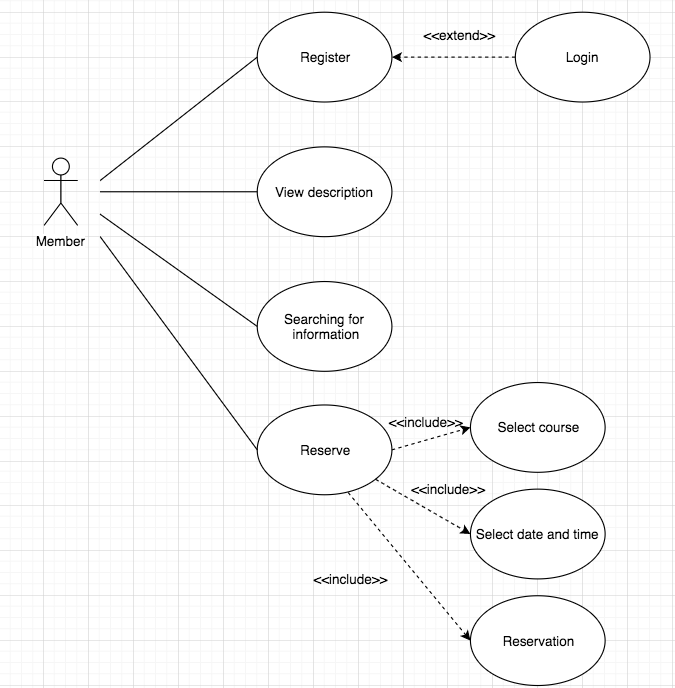 <<extend>>
Register
Login
View description
Member
Searching for
information
<<include>>
Select course
Reserve
<<include>>
Select date and time
<<include>>
Reservation